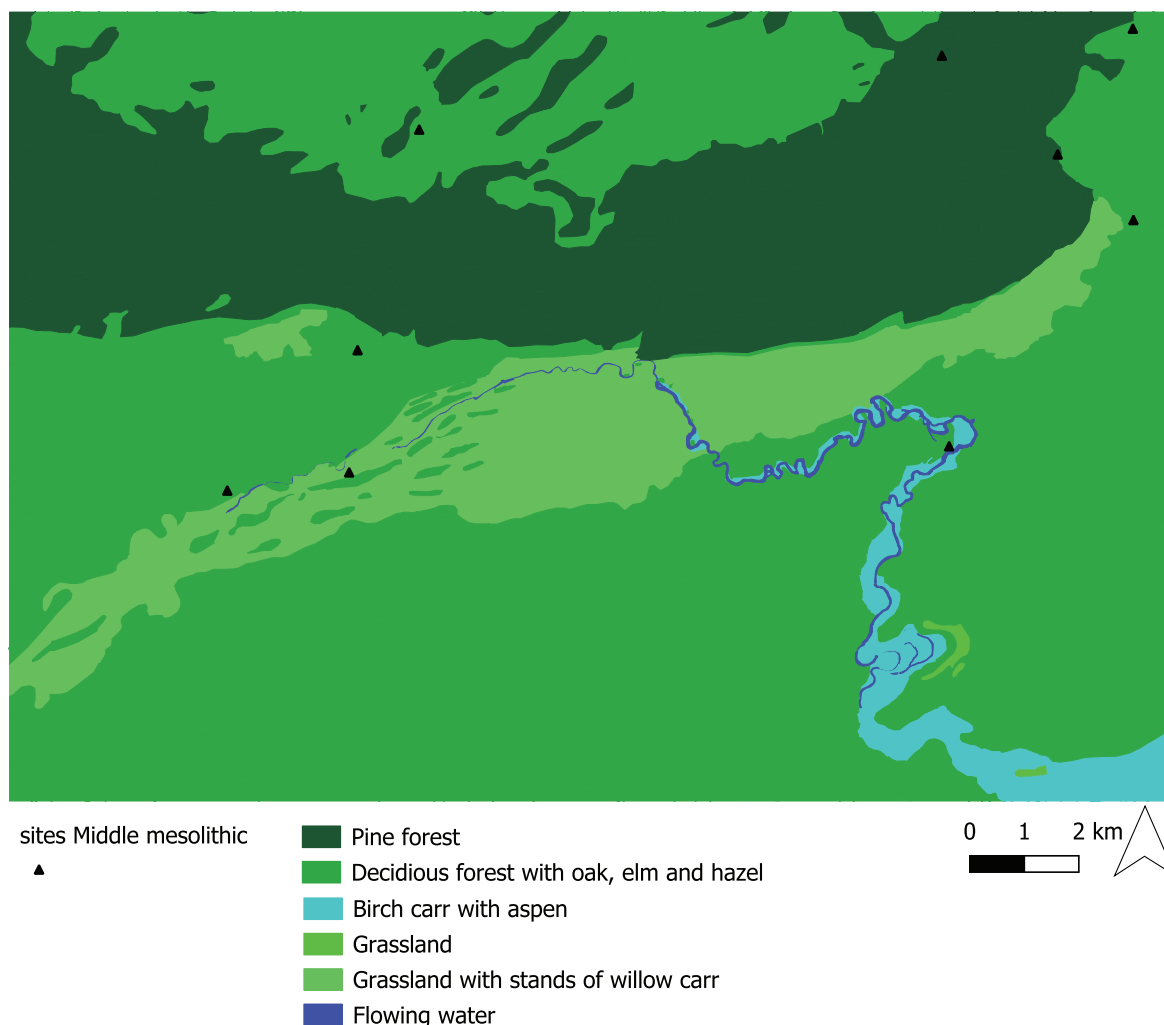 sites Middle mesolithic
Pine forest
Decidious forest with oak, elm and hazel
Birch carr with aspen
Grassland
Grassland with stands of willow carr
Flowing water
0 1 2 km